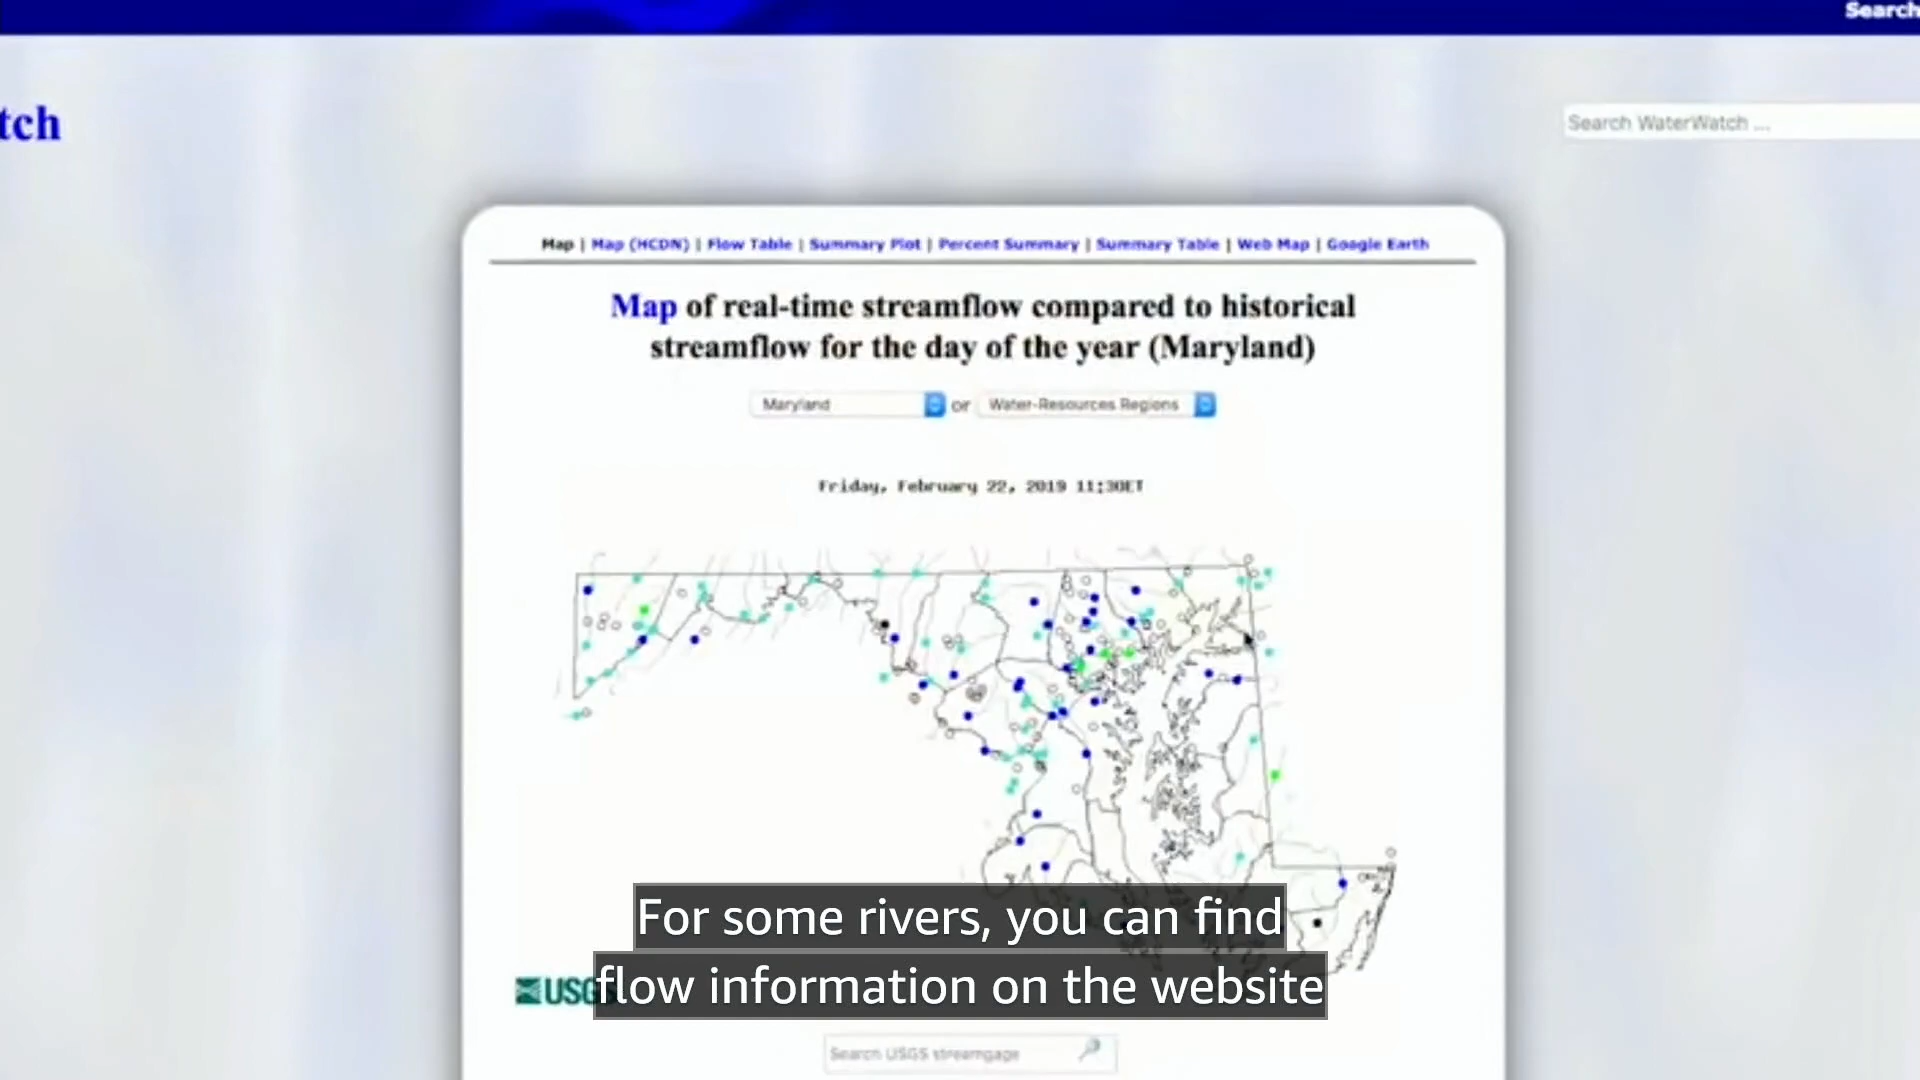 Search
tch
Search WaterWatch ...
Map | Map (HCDN) | Flow Table | Summary Plot | Percent Summary | Summary Table | Web Map | Google Earth
Map of real-time streamflow compared to historical
streamflow for the day of the year (Maryland)
Maryland or Water-Resources Regions
Friday, February 22, 2019 11:30ET
For some rivers, you can find
USGS
flow information on the website
Search USGS streamgage